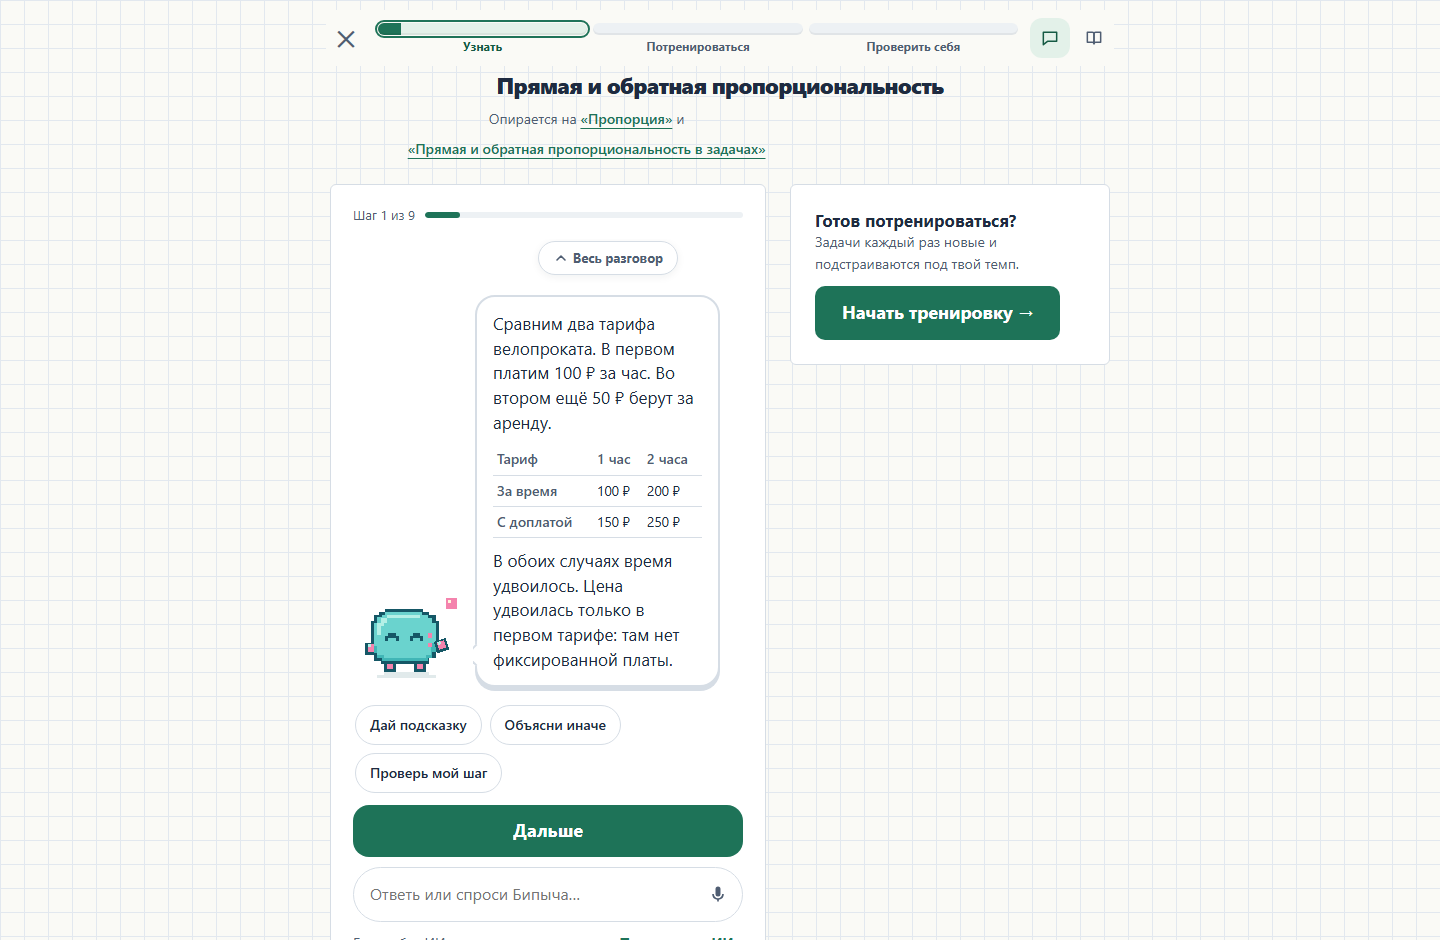 Узнать
Потренироваться
Проверить себя
Прямая и обратная пропорциональность
Опирается на «Пропорция» и
«Прямая и обратная пропорциональность в задачах»
Шаг 1 из 9
Весь разговор
Сравним два тарифа
велопроката. В первом
платим 100 ₽ за час. Во
втором ещё 50 ₽ берут за
аренду.
Тариф 1 час 2 часа
За время 100 ₽ 200 ₽
С доплатой 150 ₽ 250 ₽
В обоих случаях время
удвоилось. Цена
удвоилась только в
первом тарифе: там нет
фиксированной платы.
Дай подсказку
Объясни иначе
Проверь мой шаг
Дальше
Ответь или спроси Бипыча...
Готов потренироваться?
Задачи каждый раз новые и
подстраиваются под твой темп.
Начать тренировку →